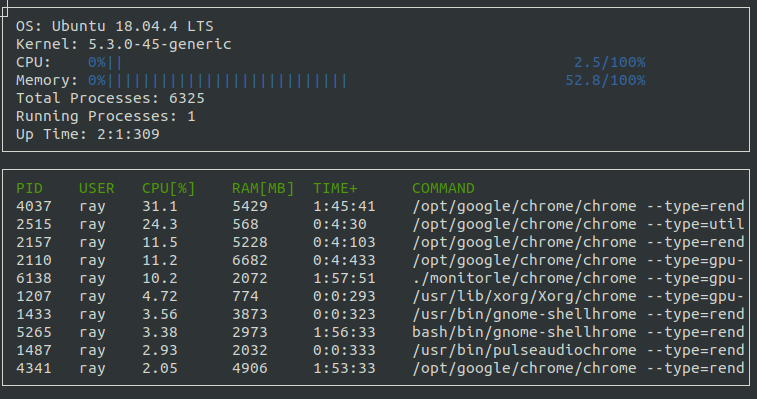 OS: Ubuntu 18.04.4 LTS
Kernel: 5.3.0-45-generic
CPU: 0%|| 2.5/100%
Memory: 0%||||||||||||||||||||||||||| 52.8/100%
Total Processes: 6325
Running Processes: 1
Up Time: 2:1:309
PID USER CPU[%] RAM[MB] TIME+ COMMAND
4037 ray 31.1 5429 1:45:41 /opt/google/chrome/chrome --type=rend
2515 ray 24.3 568 0:4:30 /opt/google/chrome/chrome --type=util
2157 ray 11.5 5228 0:4:103 /opt/google/chrome/chrome --type=rend
2110 ray 11.2 6682 0:4:433 /opt/google/chrome/chrome --type=gpu-
6138 ray 10.2 2072 1:57:51 ./monitorle/chrome/chrome --type=gpu-
1207 ray 4.72 774 0:0:293 /usr/lib/xorg/Xorg/chrome --type=gpu-
1433 ray 3.56 3873 0:0:323 /usr/bin/gnome-shellhrome --type=rend
5265 ray 3.38 2973 1:56:33 bash/bin/gnome-shellhrome --type=rend
1487 ray 2.93 2032 0:0:333 /usr/bin/pulseaudiochrome --type=rend
4341 ray 2.05 4906 1:53:33 /opt/google/chrome/chrome --type=rend